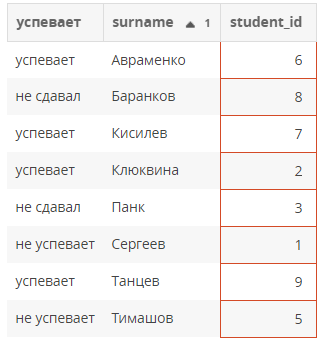 успевает surname 1 student_id
успевает Авраменко 6
не сдавал Баранков 8
успевает Кисилев 7
успевает Клюквина 2
не сдавал Панк 3
не успевает Сергеев 1
успевает Танцев 9
не успевает Тимашов 5